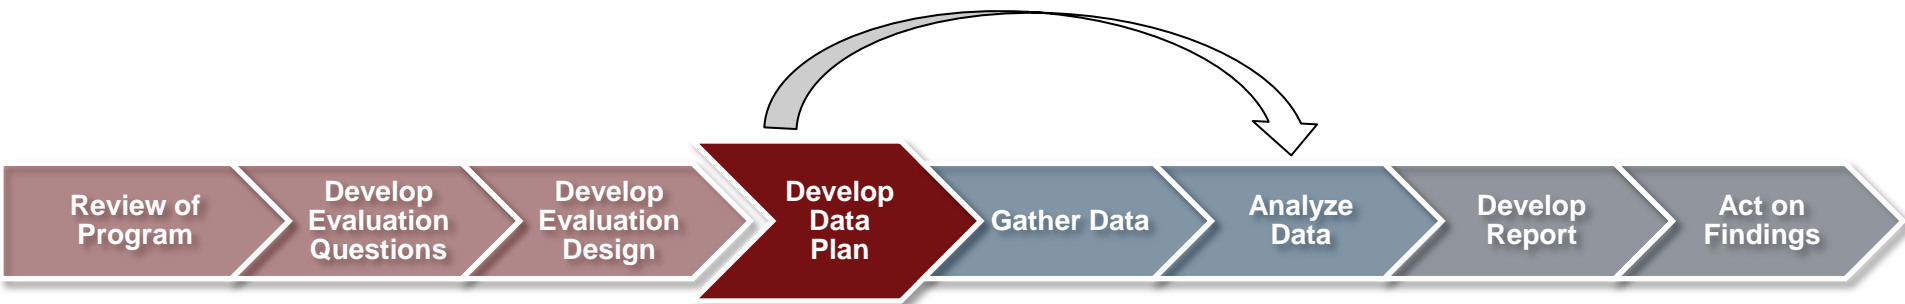 Review of
Program
Develop
Evaluation
Questions
Develop
Evaluation
Design
Develop
Data
Plan
Gather Data
Analyze
Data
Develop
Report
Act on
Findings